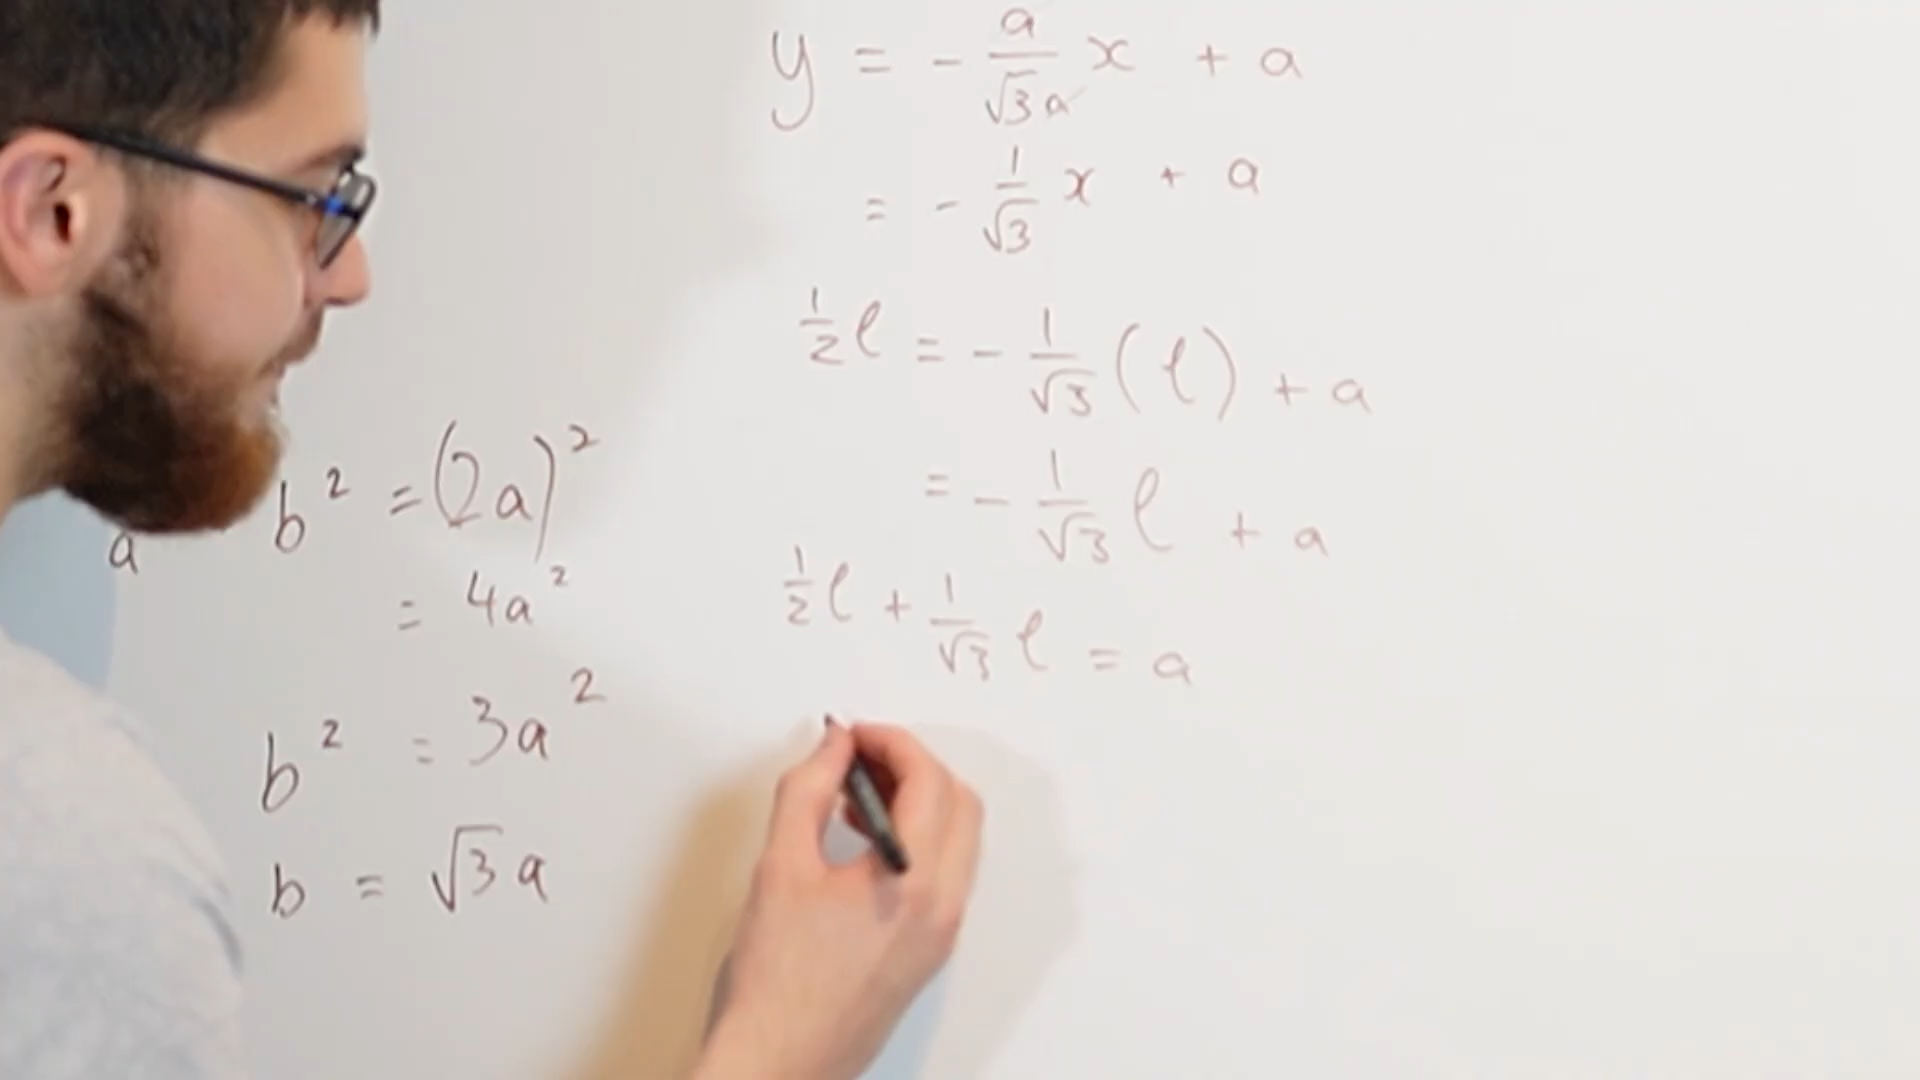 a b² = (2a)²
= 4a²
b² = 3a²
b = √3 a
y = - a/√3a x + a
= - 1/√3 x + a
1/2 ℓ = - 1/√3 (ℓ) + a
= - 1/√3 ℓ + a
1/2 ℓ + 1/√3 ℓ = a